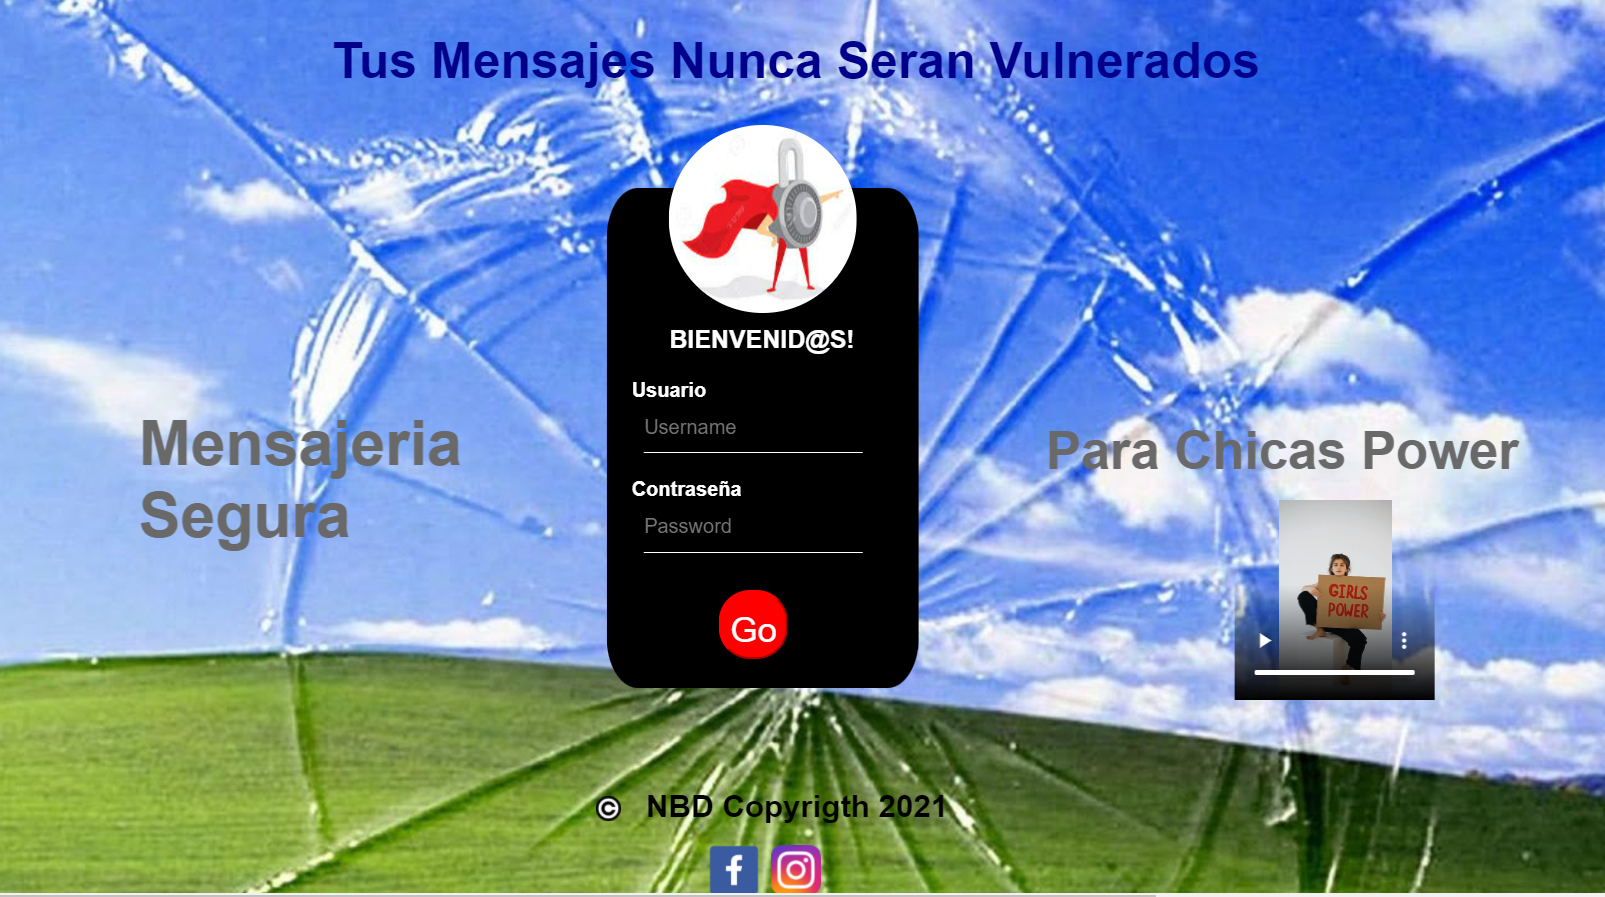 Tus Mensajes Nunca Seran Vulnerados
BIENVENID@S!
Usuario
Username
Contraseña
Password
Go
Mensajeria
Segura
Para Chicas Power
GIRLS
POWER
© NBD Copyrigth 2021